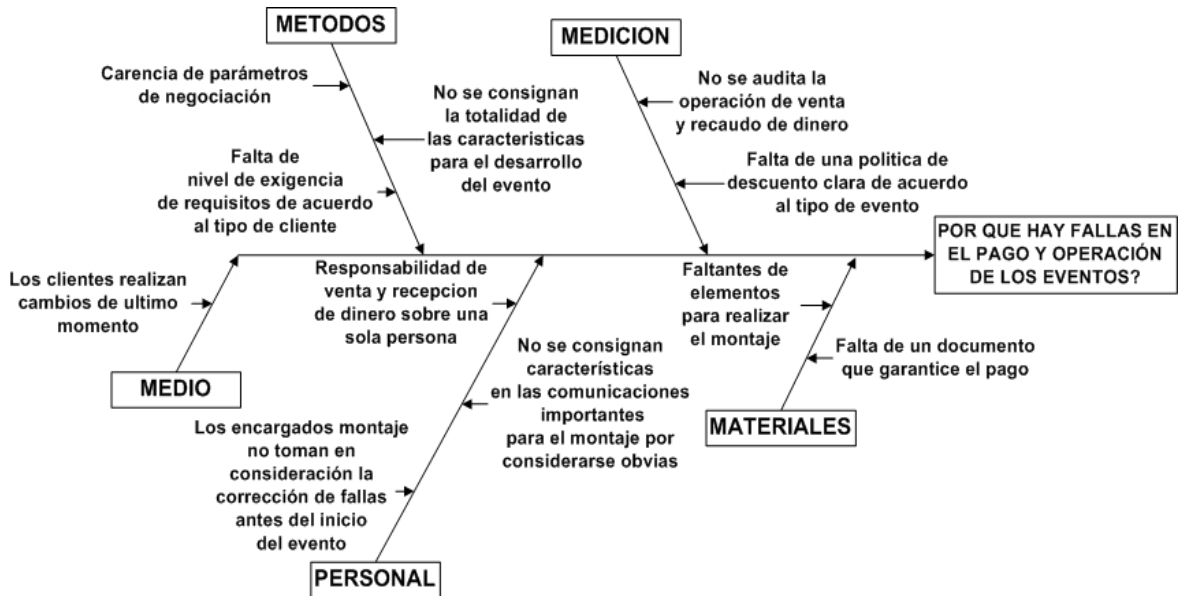 METODOS
MEDICION
Carencia de parámetros
de negociación
No se consignan
la totalidad de
las caracteristicas
para el desarrollo
del evento
Falta de
nivel de exigencia
de requisitos de acuerdo
al tipo de cliente
No se audita la
operación de venta
y recaudo de dinero
Falta de una politica de
descuento clara de acuerdo
al tipo de evento
POR QUE HAY FALLAS EN
EL PAGO Y OPERACIÓN
DE LOS EVENTOS?
Los clientes realizan
cambios de ultimo
momento
MEDIO
Responsabilidad de
venta y recepcion
de dinero sobre una
sola persona
No se consignan
características
en las comunicaciones
importantes
para el montaje por
considerarse obvias
Los encargados montaje
no toman en
consideración la
corrección de fallas
antes del inicio
del evento
PERSONAL
Faltantes de
elementos
para realizar
el montaje
Falta de un documento
que garantice el pago
MATERIALES